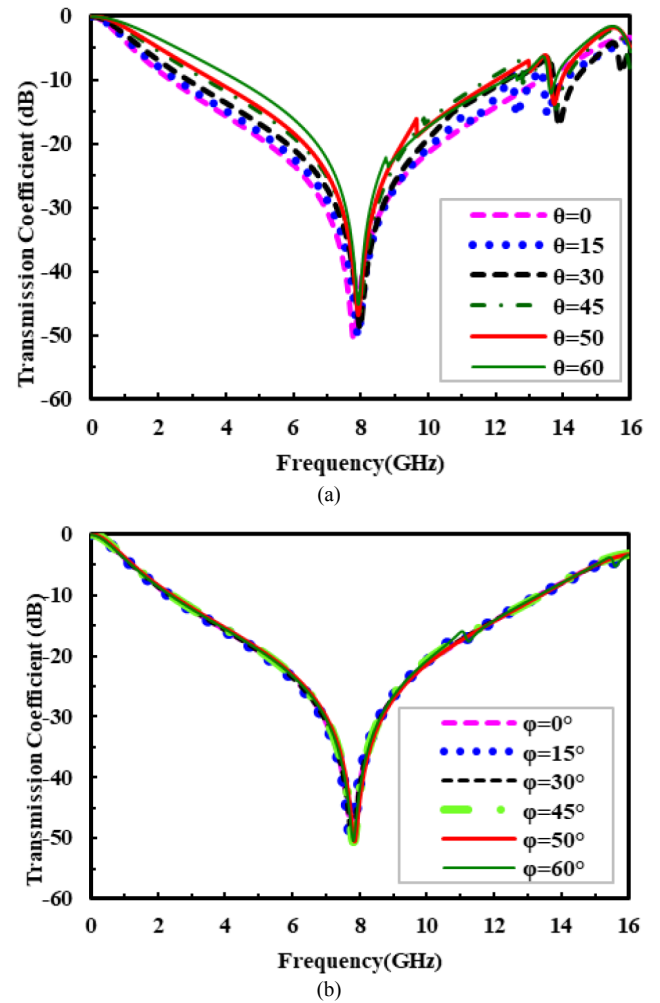 0
-10
-20
-30
-40
-50
-60
Transmission Coefficient (dB)
θ=0
θ=15
θ=30
θ=45
θ=50
θ=60
0 2 4 6 8 10 12 14 16
Frequency(GHz)
(a)
0
-10
-20
-30
-40
-50
-60
Transmission Coefficient (dB)
φ=0°
φ=15°
φ=30°
φ=45°
φ=50°
φ=60°
0 2 4 6 8 10 12 14 16
Frequency(GHz)
(b)